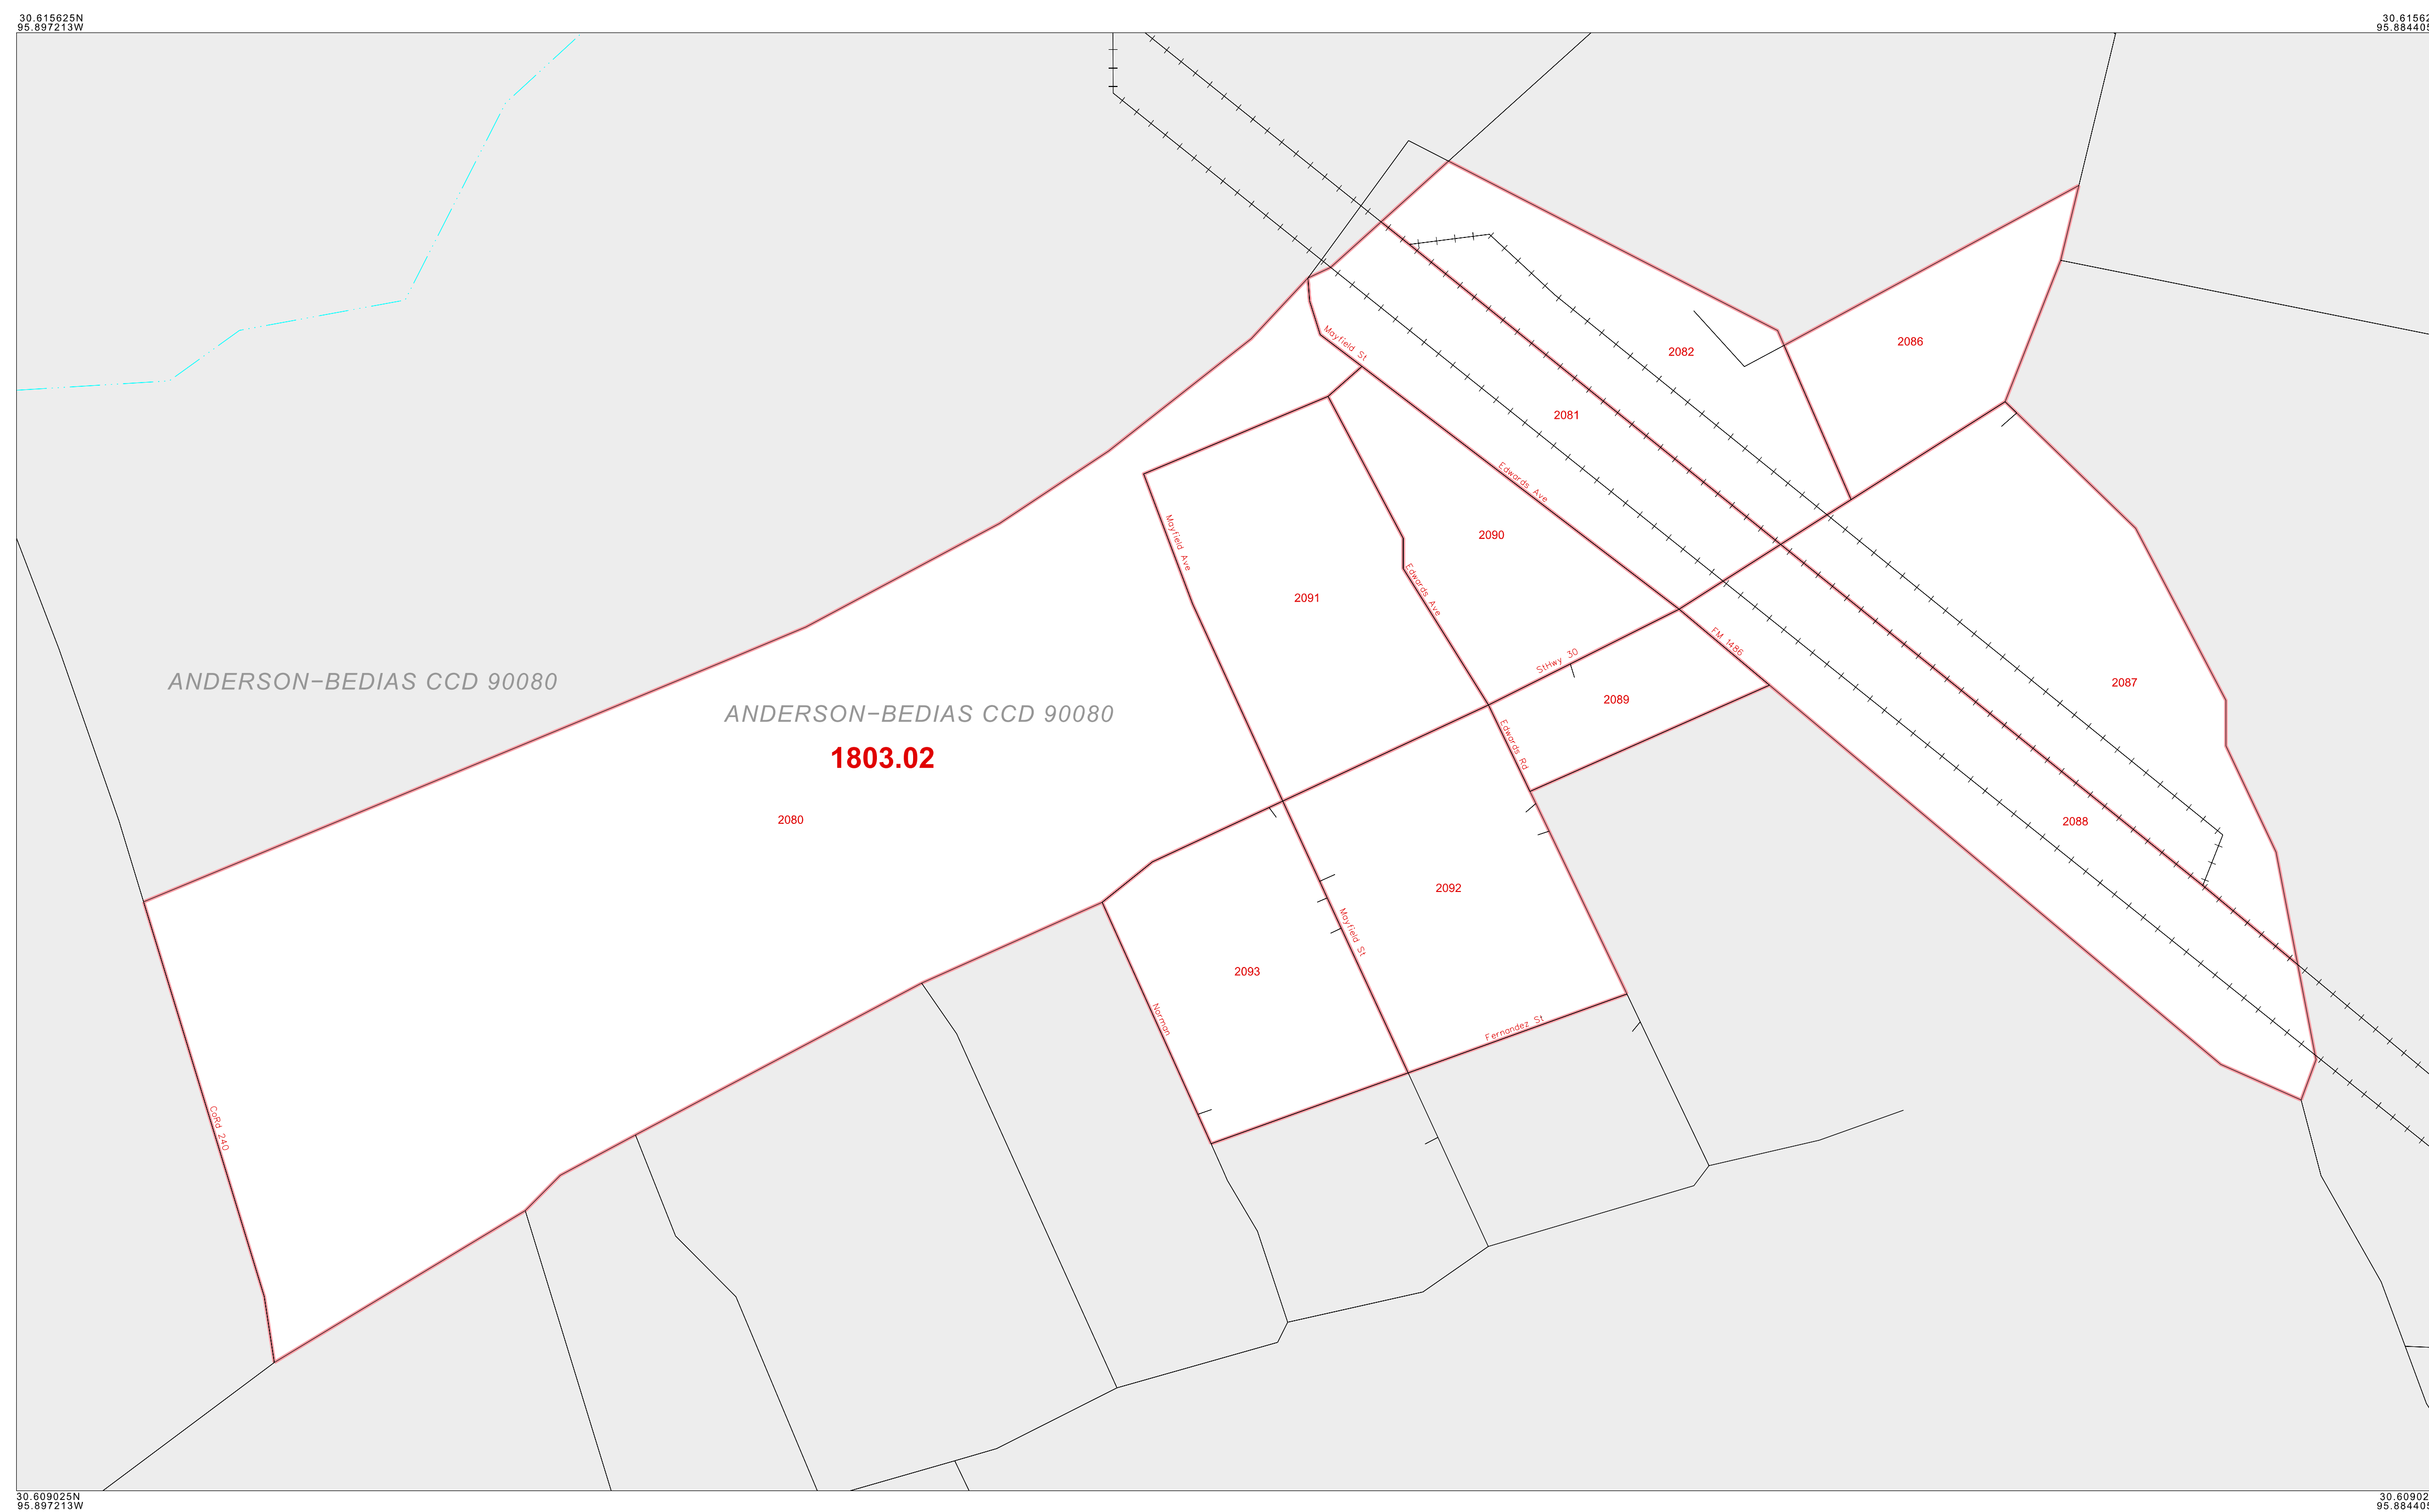 30.615625N
95.897213W
30.61562
95.884405
Mayfield St
2082
2086
2081
Edwards Ave
2090
Mayfield Ave
Edwards Ave
2091
FM 1486
StHwy 30
ANDERSON-BEDIAS CCD 90080
2087
2089
ANDERSON-BEDIAS CCD 90080
Edwards Rd
1803.02
2080
2088
2092
Mayfield St
2093
Norman
Fernandez St
CoRd 240
30.609025N
95.897213W
30.60902
95.884405